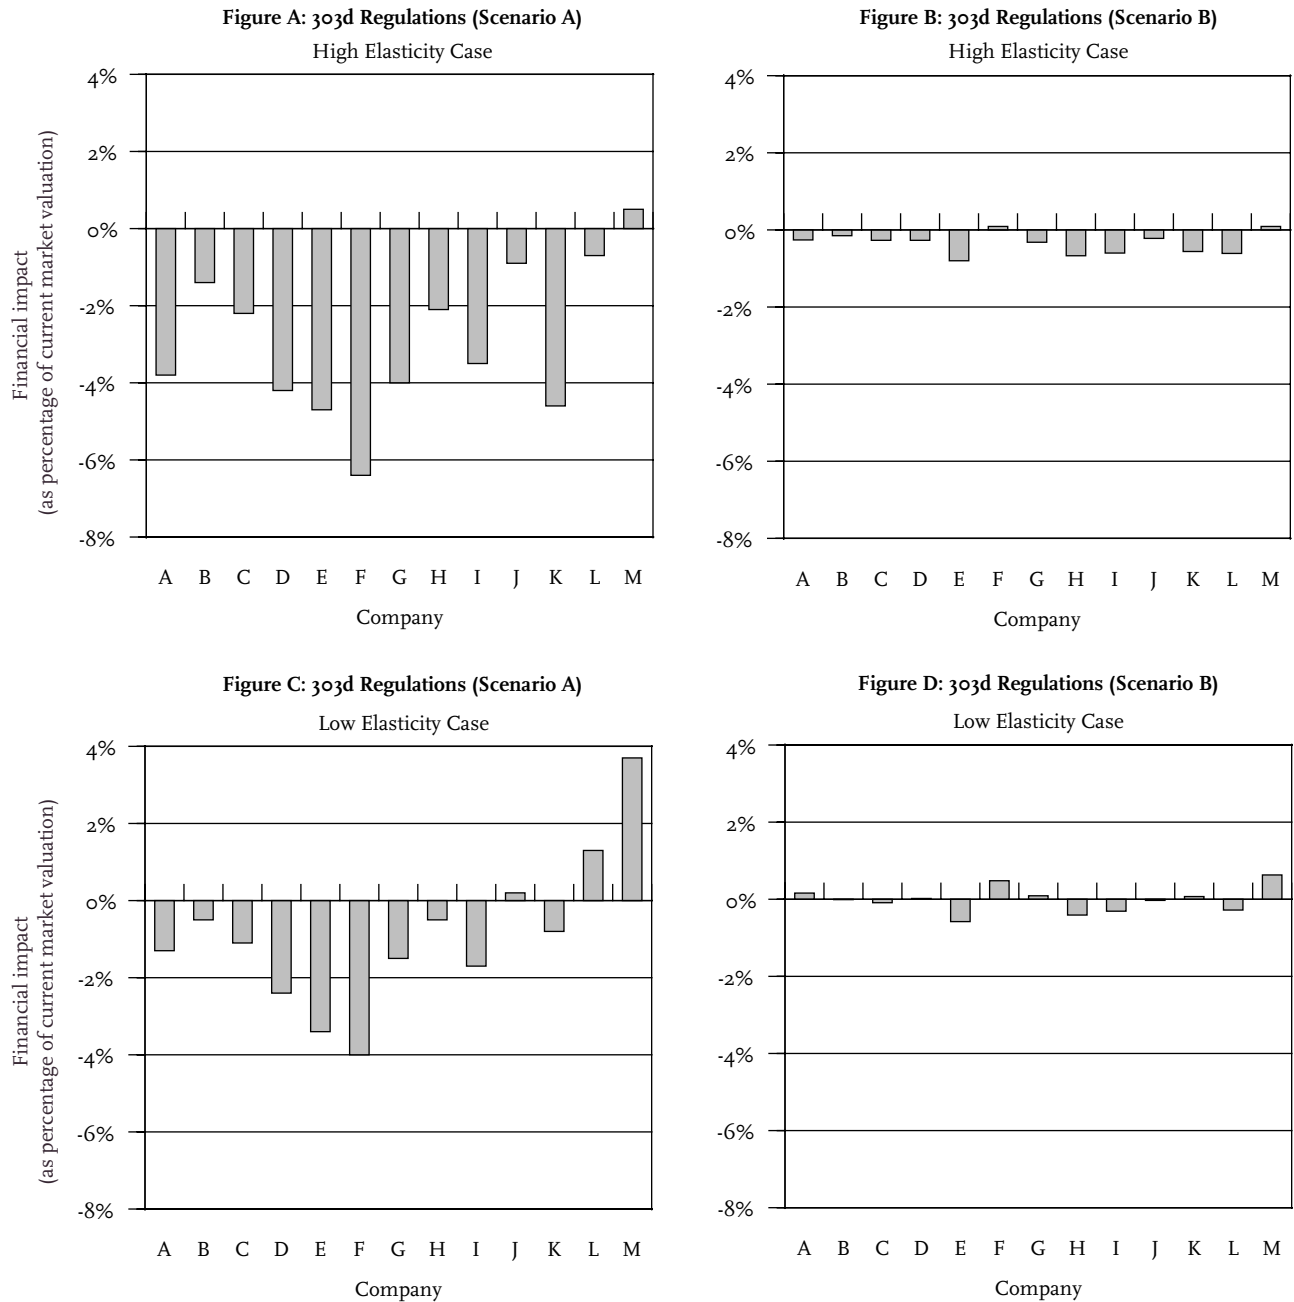 Figure A: 303d Regulations (Scenario A)
High Elasticity Case
Financial impact
(as percentage of current market valuation)
4%
2%
0%
-2%
-4%
-6%
-8%
A B C D E F G H I J K L M
Company
Figure B: 303d Regulations (Scenario B)
High Elasticity Case
4%
2%
0%
-2%
-4%
-6%
-8%
A B C D E F G H I J K L M
Company
Figure C: 303d Regulations (Scenario A)
Low Elasticity Case
Financial impact
(as percentage of current market valuation)
4%
2%
0%
-2%
-4%
-6%
-8%
A B C D E F G H I J K L M
Company
Figure D: 303d Regulations (Scenario B)
Low Elasticity Case
4%
2%
0%
-2%
-4%
-6%
-8%
A B C D E F G H I J K L M
Company